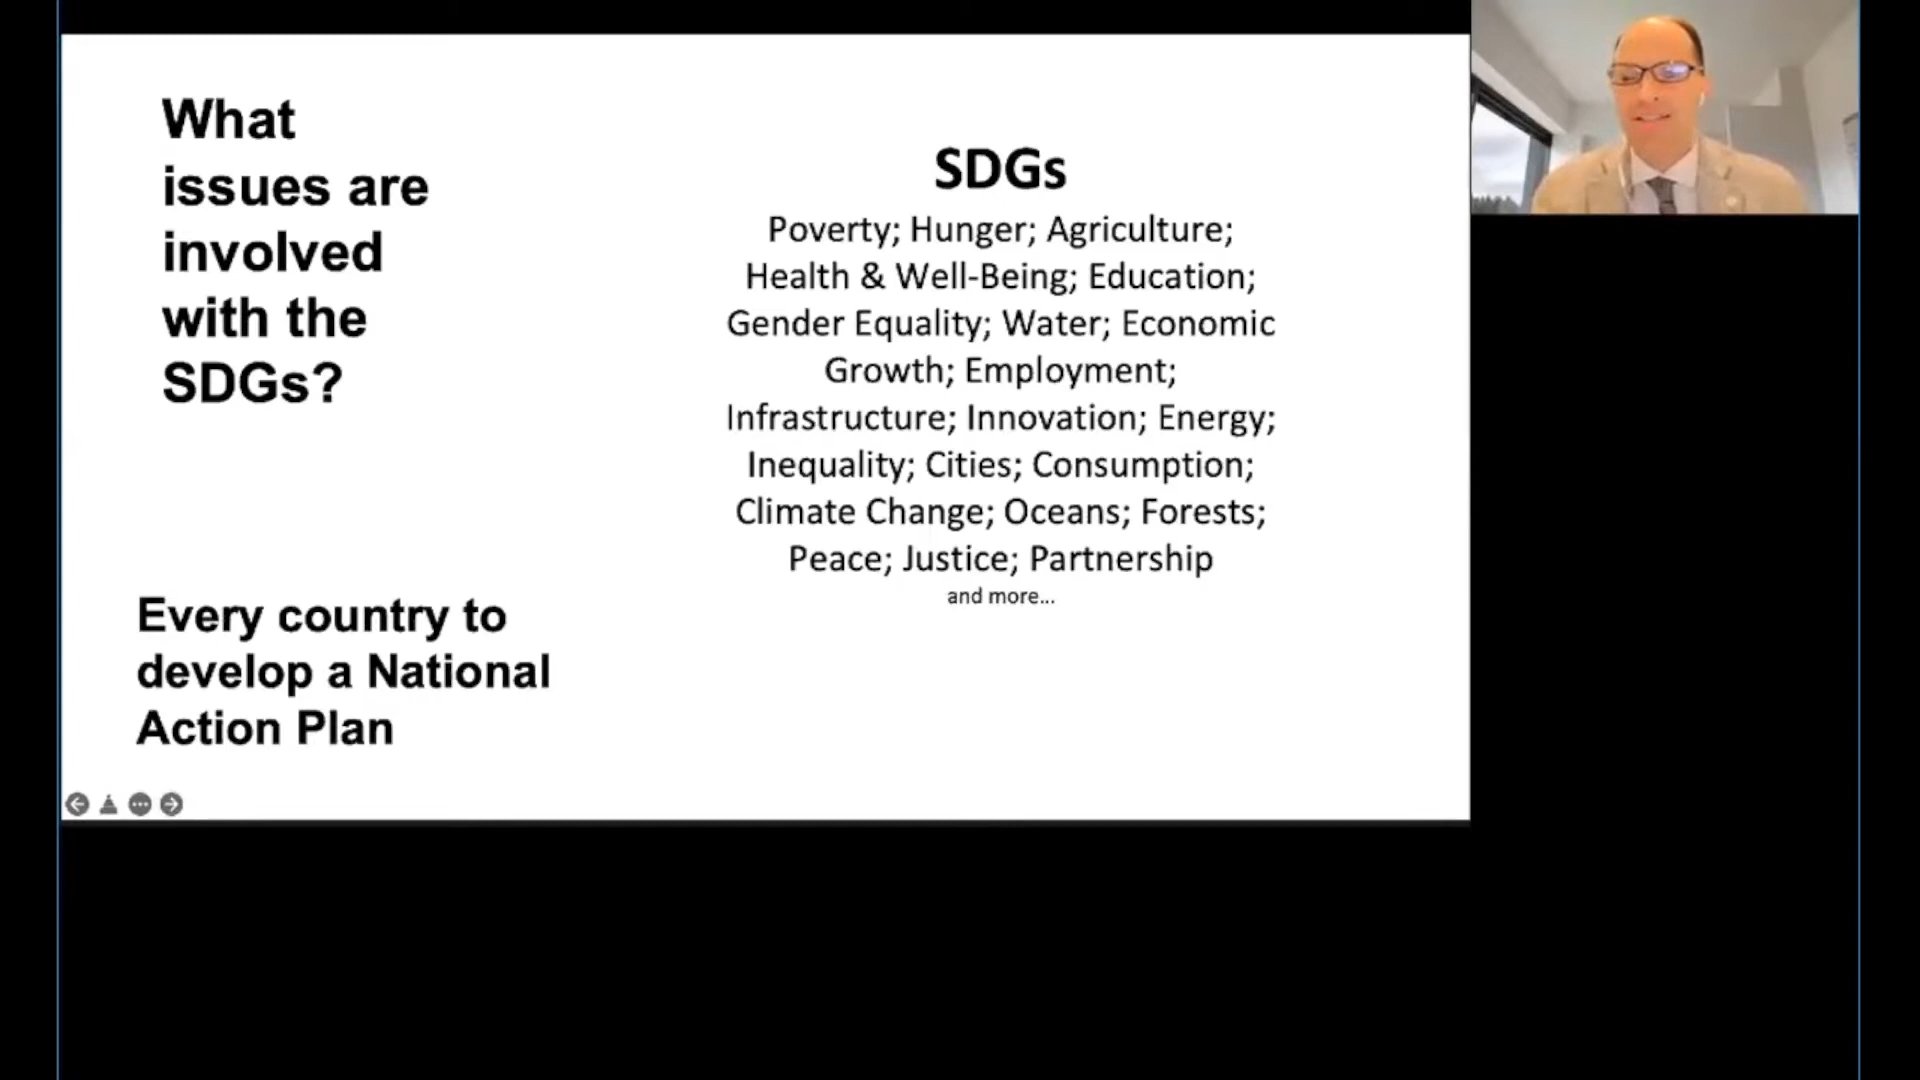 What
issues are
involved
with the
SDGs?
Every country to
develop a National
Action Plan
SDGs
Poverty; Hunger; Agriculture;
Health & Well-Being; Education;
Gender Equality; Water; Economic
Growth; Employment;
Infrastructure; Innovation; Energy;
Inequality; Cities; Consumption;
Climate Change; Oceans; Forests;
Peace; Justice; Partnership
and more...